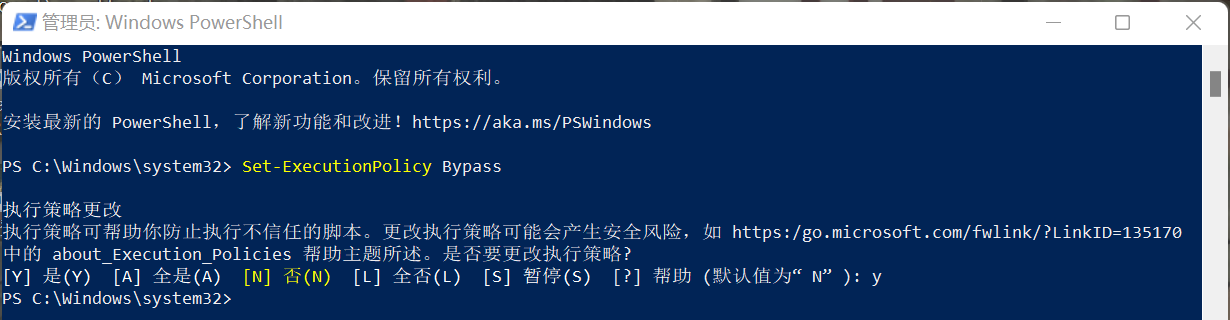 管理员: Windows PowerShell
Windows PowerShell
版权所有（C） Microsoft Corporation。保留所有权利。
安装最新的 PowerShell，了解新功能和改进！https://aka.ms/PSWindows
PS C:\Windows\system32> Set-ExecutionPolicy Bypass
执行策略更改
执行策略可帮助你防止执行不信任的脚本。更改执行策略可能会产生安全风险，如 https:/go.microsoft.com/fwlink/?LinkID=135170
中的 about_Execution_Policies 帮助主题所述。是否要更改执行策略?
[Y] 是(Y)  [A] 全是(A)  [N] 否(N)  [L] 全否(L)  [S] 暂停(S)  [?] 帮助 (默认值为“ N” ): y
PS C:\Windows\system32>